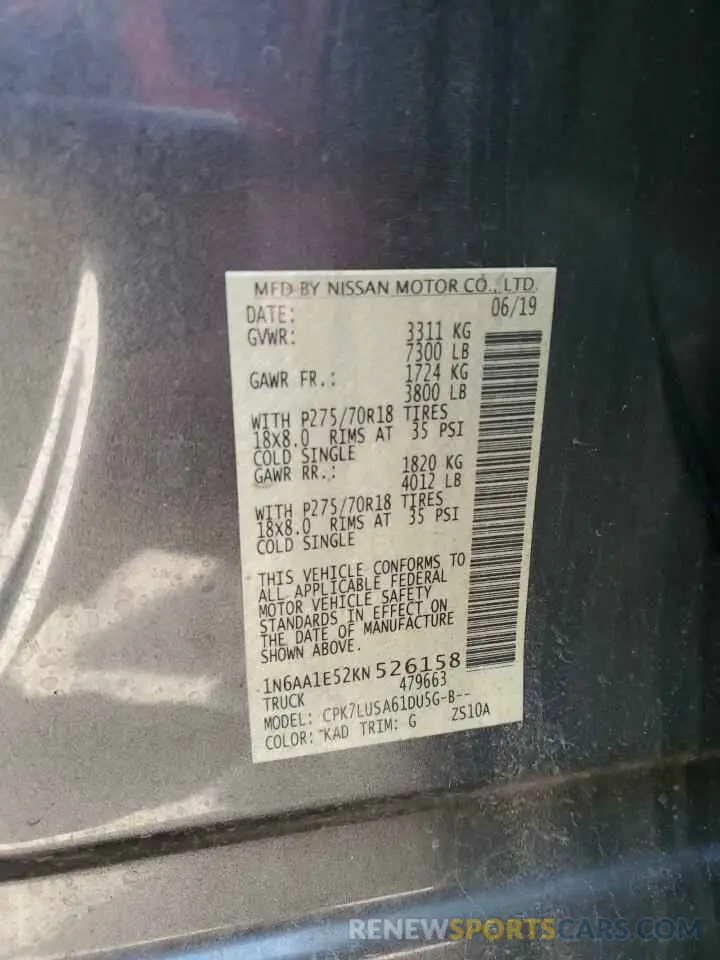 MFD BY NISSAN MOTOR CO., LTD.
DATE: 06/19
GVWR: 3311 KG
7300 LB
GAWR FR.: 1724 KG
3800 LB
WITH P275/70R18 TIRES
18X8.0 RIMS AT 35 PSI
COLD SINGLE
GAWR RR.: 1820 KG
4012 LB
WITH P275/70R18 TIRES
18X8.0 RIMS AT 35 PSI
COLD SINGLE
THIS VEHICLE CONFORMS TO
ALL APPLICABLE FEDERAL
MOTOR VEHICLE SAFETY
STANDARDS IN EFFECT ON
THE DATE OF MANUFACTURE
SHOWN ABOVE.
1N6AA1E52KN 526158
TRUCK 479663
MODEL: CPK7LUSA61DU5G-B--
COLOR: *KAD TRIM: G ZS10A
RENEWSPORTSCARS.COM